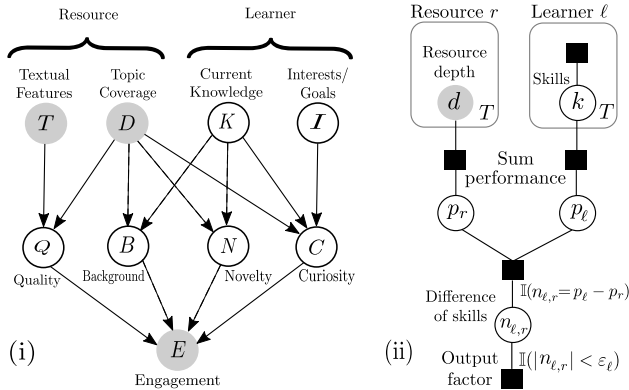 Resource
Learner
Textual
Features
Topic
Coverage
Current
Knowledge
Interests/
Goals
T
D
K
I
Q
B
N
C
Quality
Background
Novelty
Curiosity
E
Engagement
(i)
Resource r
Learner ℓ
Resource
depth
d
T
Skills
k
T
Sum
performance
p_r
p_ℓ
𝕀(n_{ℓ,r} = p_ℓ − p_r)
Difference
of skills
n_{ℓ,r}
𝕀(|n_{ℓ,r}| < ε_ℓ)
Output
factor
(ii)